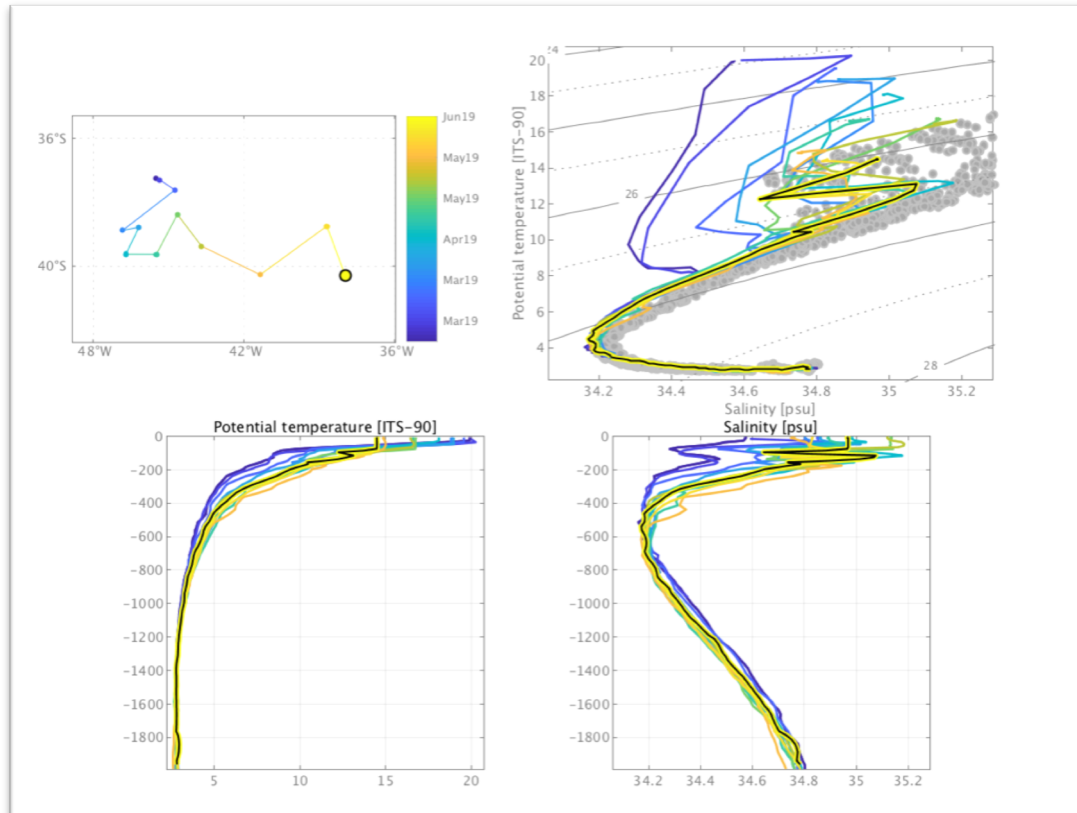 36°S
40°S
48°W 42°W 36°W
Jun19
May19
May19
Apr19
Mar19
Mar19
Potential temperature [ITS-90]
20
18
16
14
12
10
8
6
4
26
28
34.2 34.4 34.6 34.8 35 35.2
Salinity [psu]
Potential temperature [ITS-90]
0
-200
-400
-600
-800
-1000
-1200
-1400
-1600
-1800
5 10 15 20
Salinity [psu]
0
-200
-400
-600
-800
-1000
-1200
-1400
-1600
-1800
34.2 34.4 34.6 34.8 35 35.2